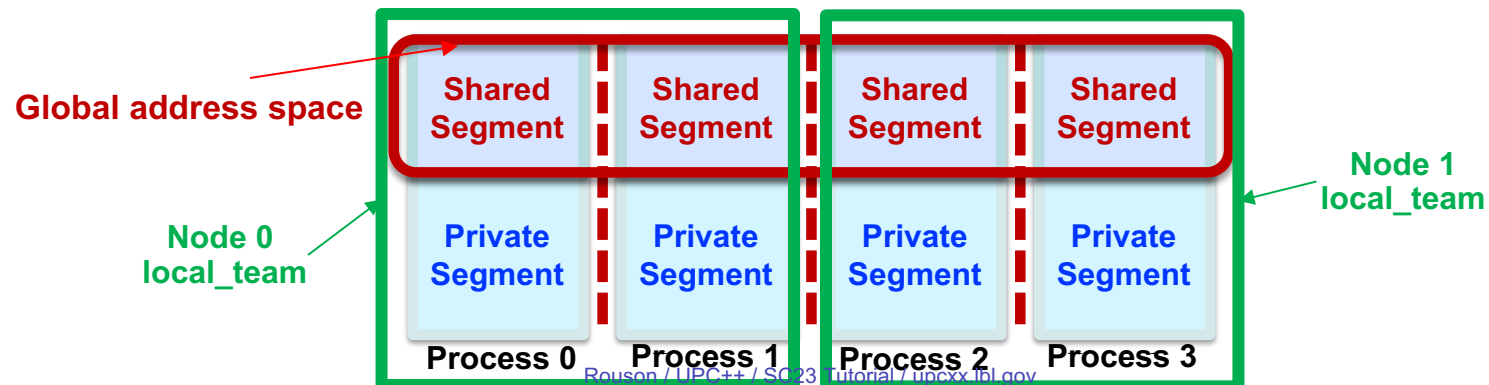 Global address space
Shared
Segment
Shared
Segment
Shared
Segment
Shared
Segment
Node 0
local_team
Private
Segment
Private
Segment
Private
Segment
Private
Segment
Node 1
local_team
Process 0
Process 1
Process 2
Process 3
Rouson / UPC++ / SC23 Tutorial / upcxx.lbl.gov